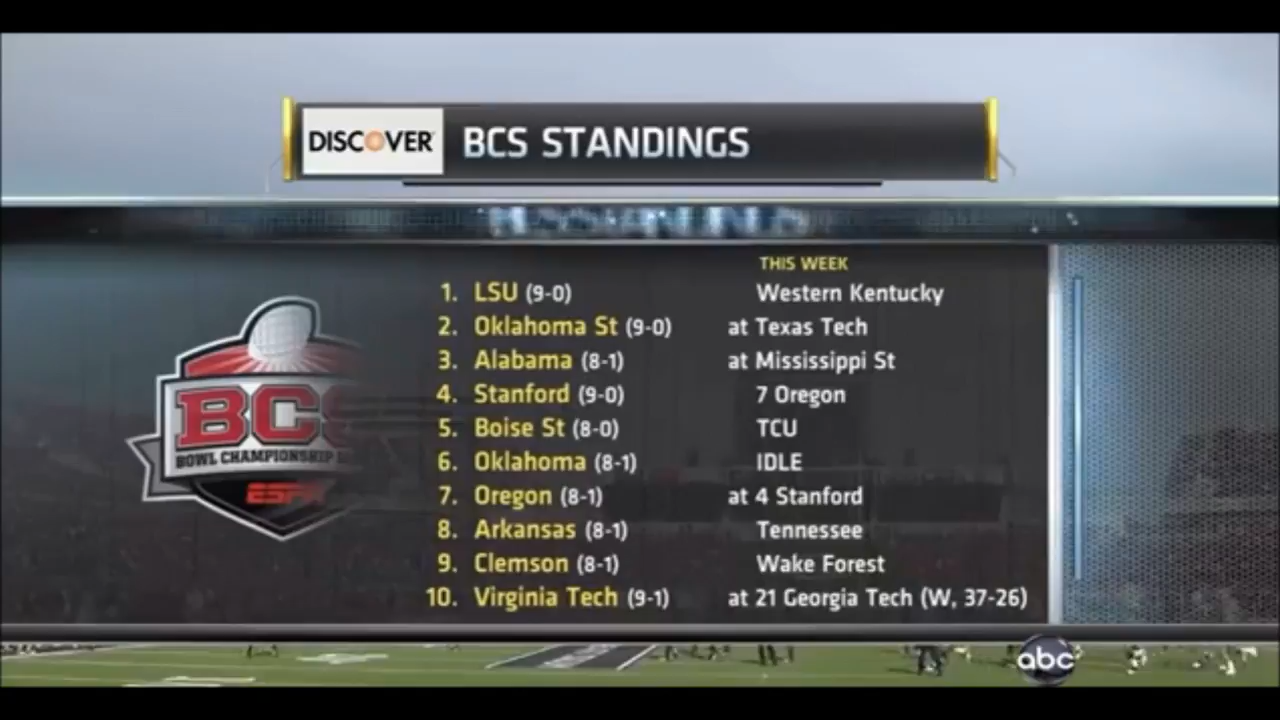 DISCOVER BCS STANDINGS
THIS WEEK
1. LSU (9-0) Western Kentucky
2. Oklahoma St (9-0) at Texas Tech
3. Alabama (8-1) at Mississippi St
4. Stanford (9-0) 7 Oregon
5. Boise St (8-0) TCU
6. Oklahoma (8-1) IDLE
7. Oregon (8-1) at 4 Stanford
8. Arkansas (8-1) Tennessee
9. Clemson (8-1) Wake Forest
10. Virginia Tech (9-1) at 21 Georgia Tech (W, 37-26)
BCS
BOWL CHAMPIONSHIP
ESPN
abc